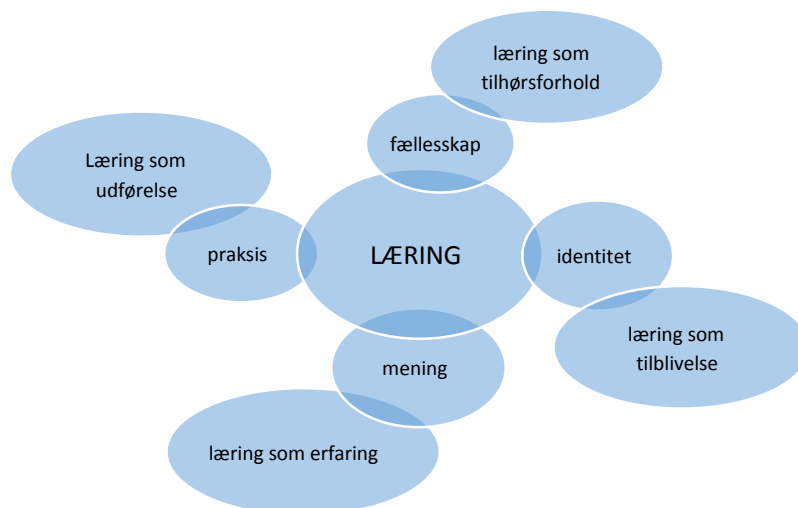 læring som
tilhørsforhold
fællesskap
Læring som
udførelse
praksis
LÆRING
identitet
læring som
tilblivelse
mening
læring som erfaring